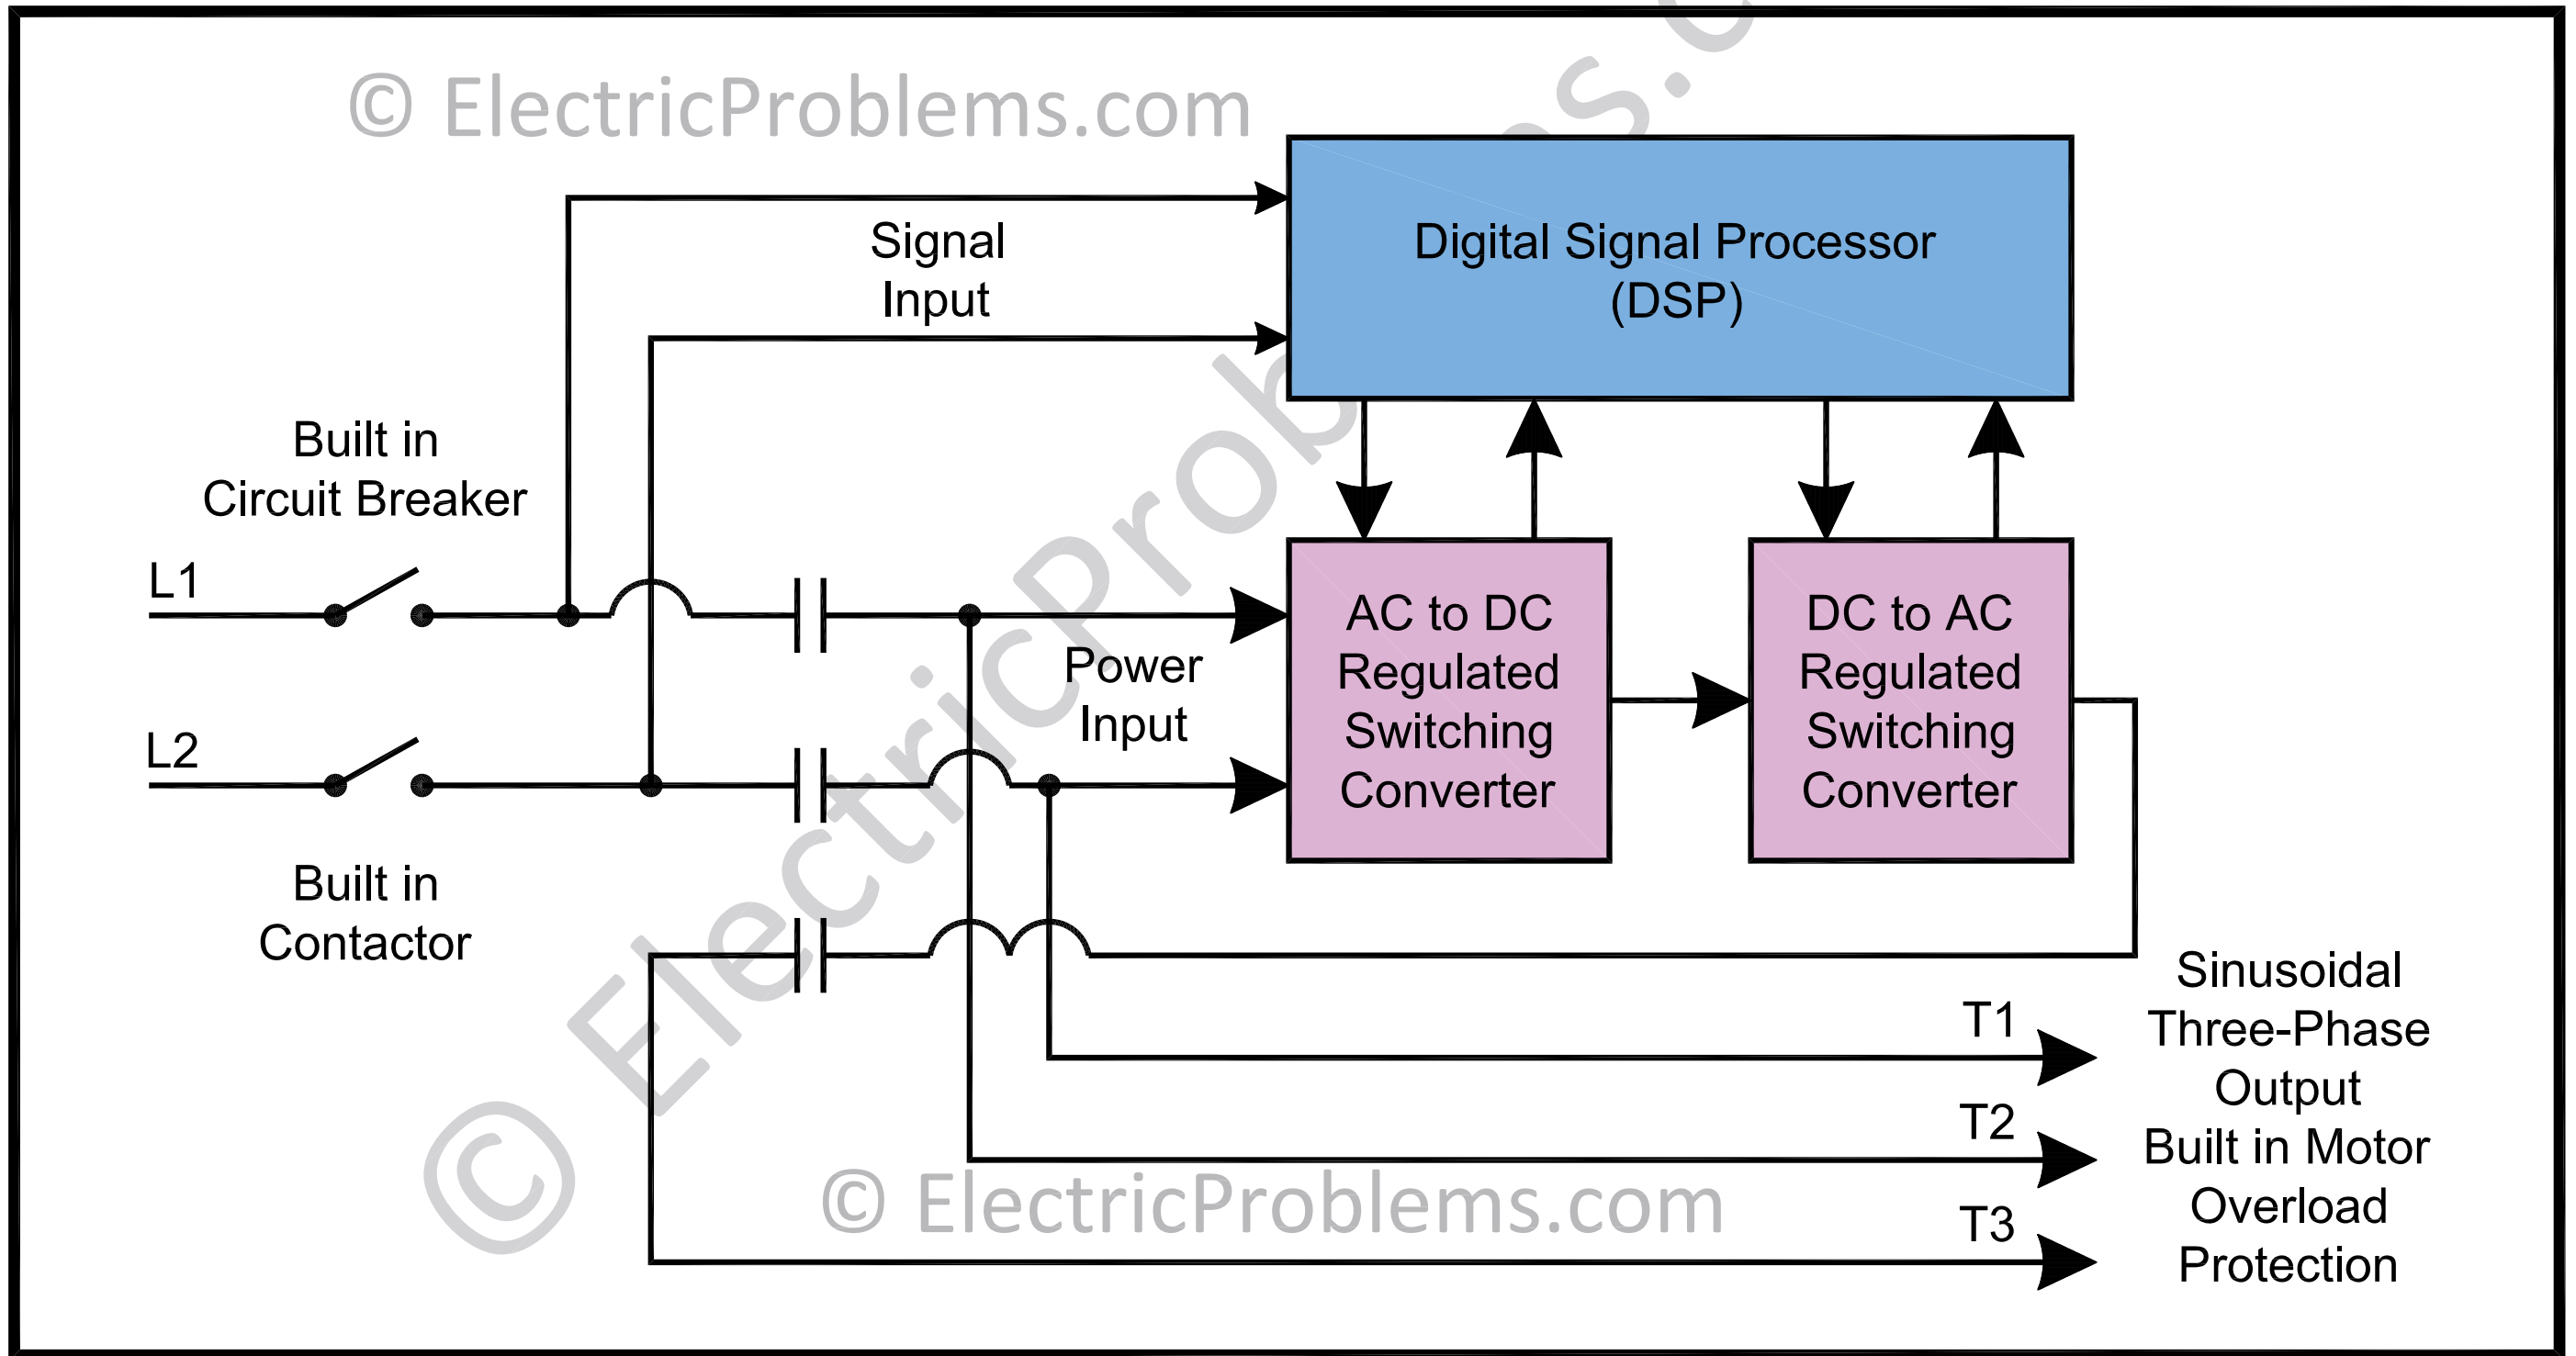 © ElectricProblems.com
© ElectricProblems.com
Signal
Input
Digital Signal Processor
(DSP)
Built in
Circuit Breaker
L1
L2
Built in
Contactor
Power
Input
AC to DC
Regulated
Switching
Converter
DC to AC
Regulated
Switching
Converter
T1
T2
T3
Sinusoidal
Three-Phase
Output
Built in Motor
Overload
Protection
© ElectricProblems.com